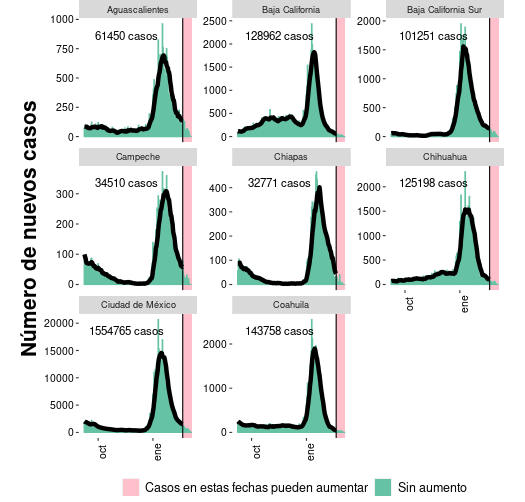 Número de nuevos casos
Aguascalientes
61450 casos
1000
750
500
250
0
Baja California
128962 casos
2500
2000
1500
1000
500
0
Baja California Sur
101251 casos
2000
1500
1000
500
0
Campeche
34510 casos
300
200
100
0
Chiapas
32771 casos
400
300
200
100
0
Chihuahua
125198 casos
2000
1500
1000
500
0
oct ene
Ciudad de México
1554765 casos
20000
15000
10000
5000
0
oct ene
Coahuila
143758 casos
2000
1000
0
oct ene
Casos en estas fechas pueden aumentar Sin aumento